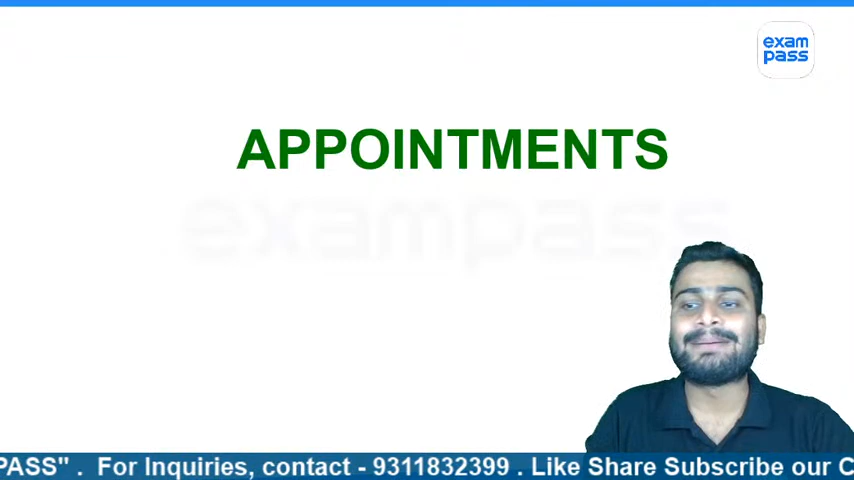 exam
pass
APPOINTMENTS
exampass
PASS" .  For Inquiries, contact - 9311832399 . Like Share Subscribe our C